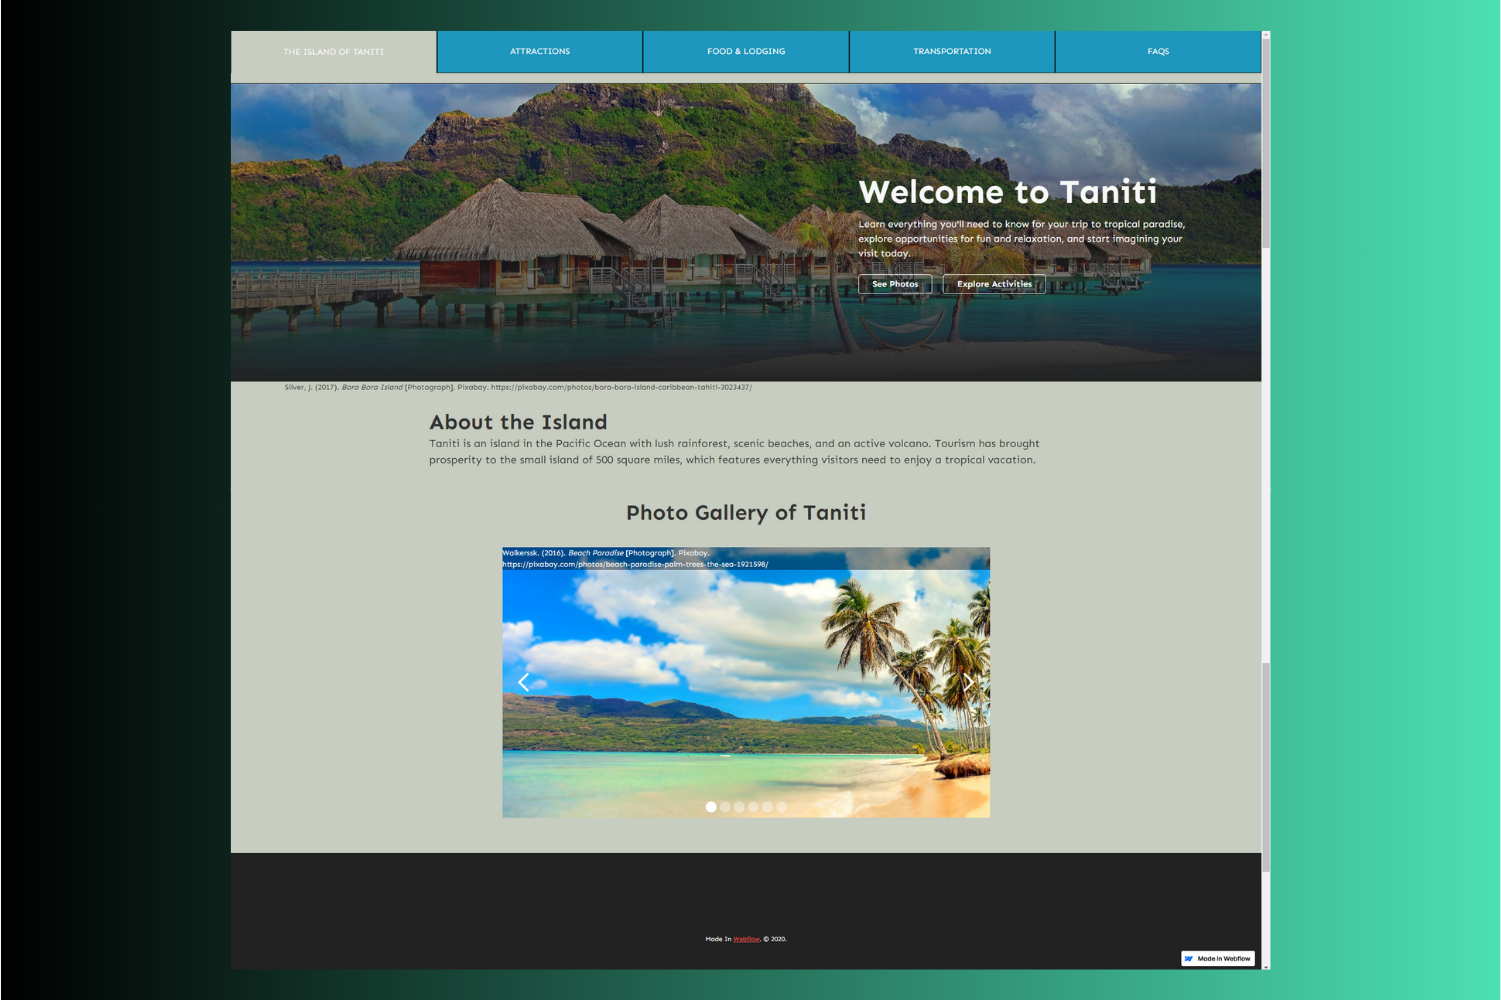 THE ISLAND OF TANITI
ATTRACTIONS
FOOD & LODGING
TRANSPORTATION
FAQS
Welcome to Taniti
Learn everything you'll need to know for your trip to tropical paradise,
explore opportunities for fun and relaxation, and start imagining your
visit today.
See Photos
Explore Activities
Silver, J. (2017). Bora Bora Island [Photograph]. Pixabay. https://pixabay.com/photos/bora-bora-island-caribbean-tahiti-3023437/
About the Island
Taniti is an island in the Pacific Ocean with lush rainforest, scenic beaches, and an active volcano. Tourism has brought
prosperity to the small island of 500 square miles, which features everything visitors need to enjoy a tropical vacation.
Photo Gallery of Taniti
Walkerssk. (2016). Beach Paradise [Photograph]. Pixabay.
https://pixabay.com/photos/beach-paradise-palm-trees-the-sea-1921598/
Made In Webflow. © 2020.
Made in Webflow